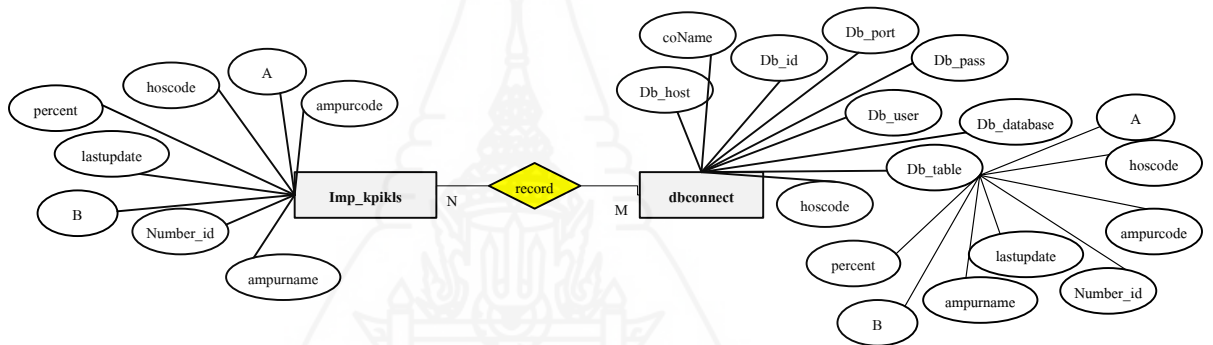 coName
Db_port
Db_id
Db_pass
Db_host
A
hoscode
ampurcode
percent
lastupdate
B
Number_id
ampurname
Imp_kpikls
N
record
M
dbconnect
Db_user
Db_database
Db_table
hoscode
A
hoscode
ampurcode
percent
lastupdate
Number_id
ampurname
B